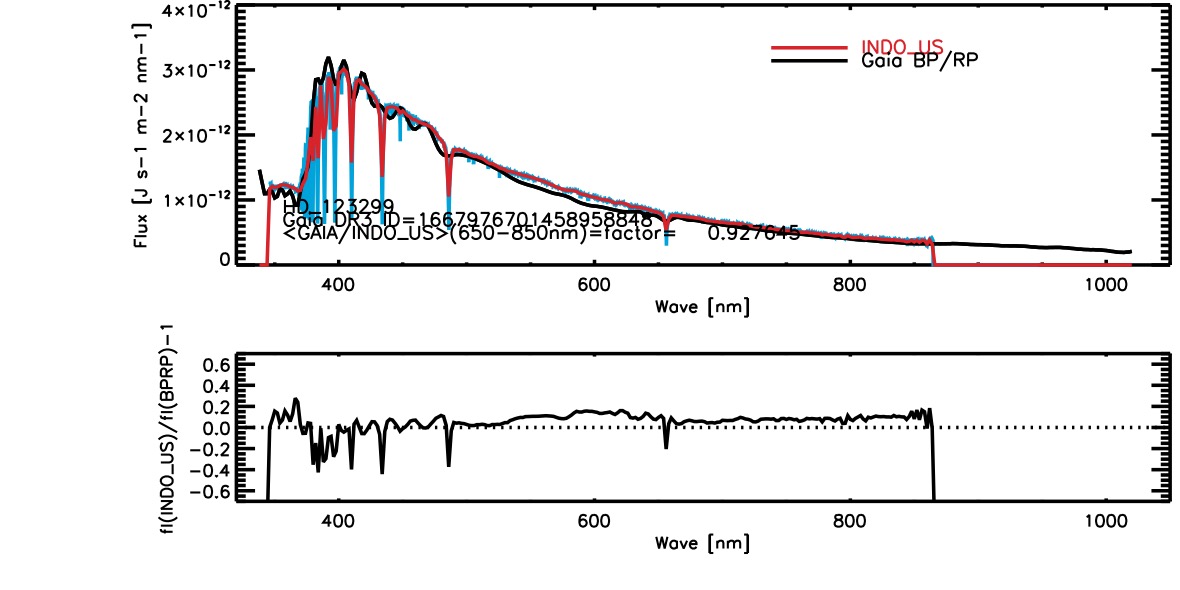 4×10−12
3×10−12
2×10−12
1×10−12
0
Flux [J s−1 m−2 nm−1]
INDO_US
Gaia BP/RP
HD_123299
Gaia DR3 ID=1667976701458958848
<GAIA/INDO_US>(650−850nm)=factor= 0.927645
400 600 800 1000
Wave [nm]
0.6
0.4
0.2
0.0
−0.2
−0.4
−0.6
fl(INDO_US)/fl(BPRP)−1
400 600 800 1000
Wave [nm]